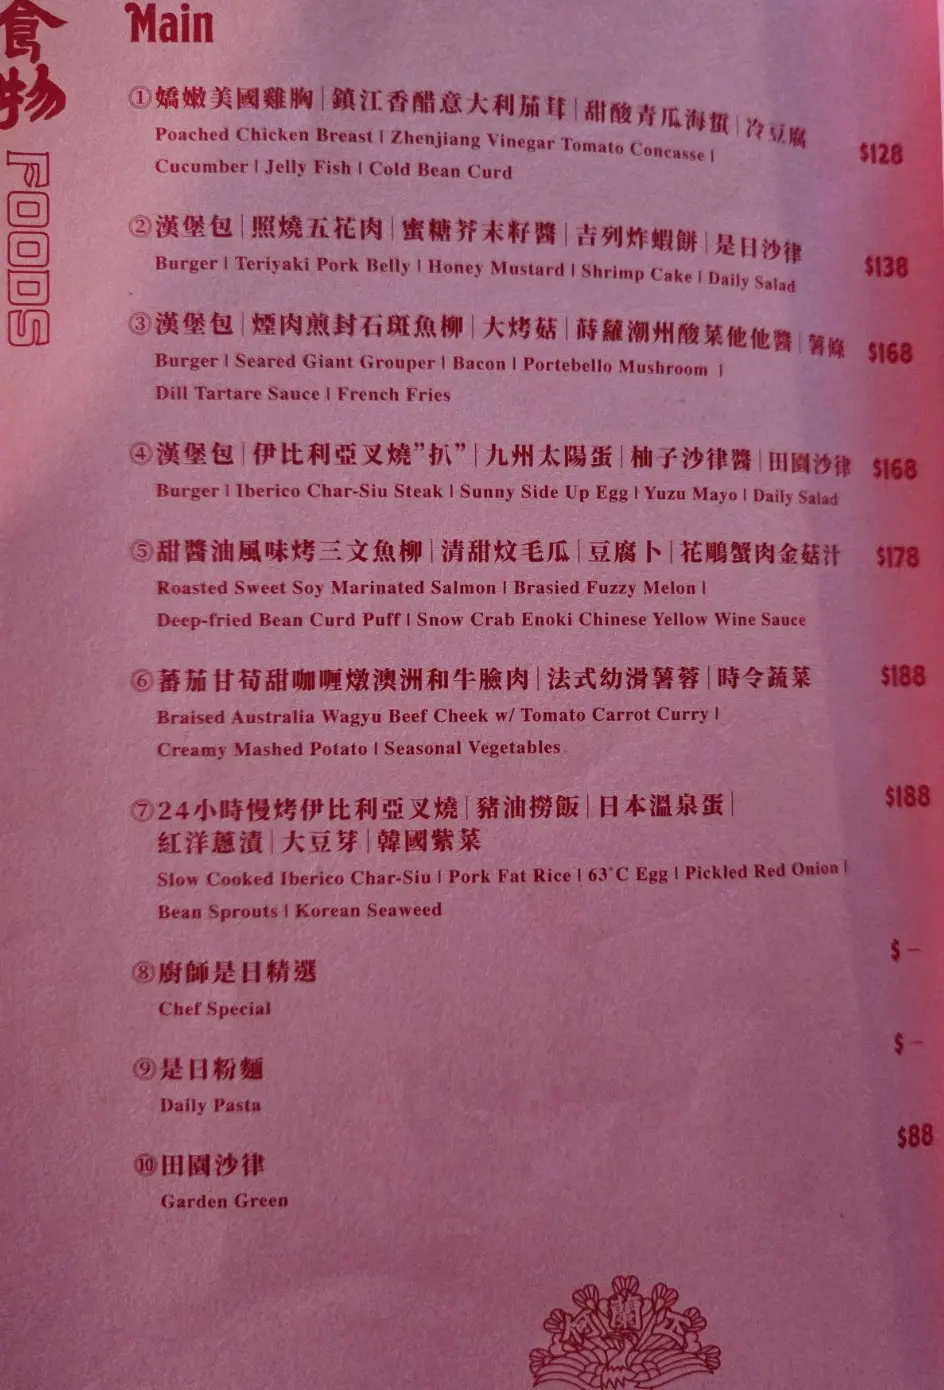 食物 FOODS
Main
①嬌嫩美國雞胸|鎮江香醋意大利茄茸|甜酸青瓜海蜇|冷豆腐
Poached Chicken Breast | Zhenjiang Vinegar Tomato Concasse |
Cucumber | Jelly Fish | Cold Bean Curd
$128
②漢堡包|照燒五花肉|蜜糖芥末籽醬|吉列炸蝦餅|是日沙律
Burger | Teriyaki Pork Belly | Honey Mustard | Shrimp Cake | Daily Salad
$138
③漢堡包|煙肉煎封石斑魚柳|大烤菇|蒔蘿潮州酸菜他他醬|薯條
Burger | Seared Giant Grouper | Bacon | Portebello Mushroom |
Dill Tartare Sauce | French Fries
$168
④漢堡包|伊比利亞叉燒”扒”|九州太陽蛋|柚子沙律醬|田園沙律
Burger | Iberico Char-Siu Steak | Sunny Side Up Egg | Yuzu Mayo | Daily Salad
$168
⑤甜醬油風味烤三文魚柳|清甜炆毛瓜|豆腐卜|花鵰蟹肉金菇汁
Roasted Sweet Soy Marinated Salmon | Brasied Fuzzy Melon |
Deep-fried Bean Curd Puff | Snow Crab Enoki Chinese Yellow Wine Sauce
$178
⑥蕃茄甘筍甜咖喱燉澳洲和牛臉肉|法式幼滑薯蓉|時令蔬菜
Braised Australia Wagyu Beef Cheek w/ Tomato Carrot Curry |
Creamy Mashed Potato | Seasonal Vegetables
$188
⑦24小時慢烤伊比利亞叉燒|豬油撈飯|日本溫泉蛋|
紅洋蔥漬|大豆芽|韓國紫菜
Slow Cooked Iberico Char-Siu | Pork Fat Rice | 63°C Egg | Pickled Red Onion |
Bean Sprouts | Korean Seaweed
$188
⑧廚師是日精選
Chef Special
$ –
⑨是日粉麵
Daily Pasta
$ –
⑩田園沙律
Garden Green
$88